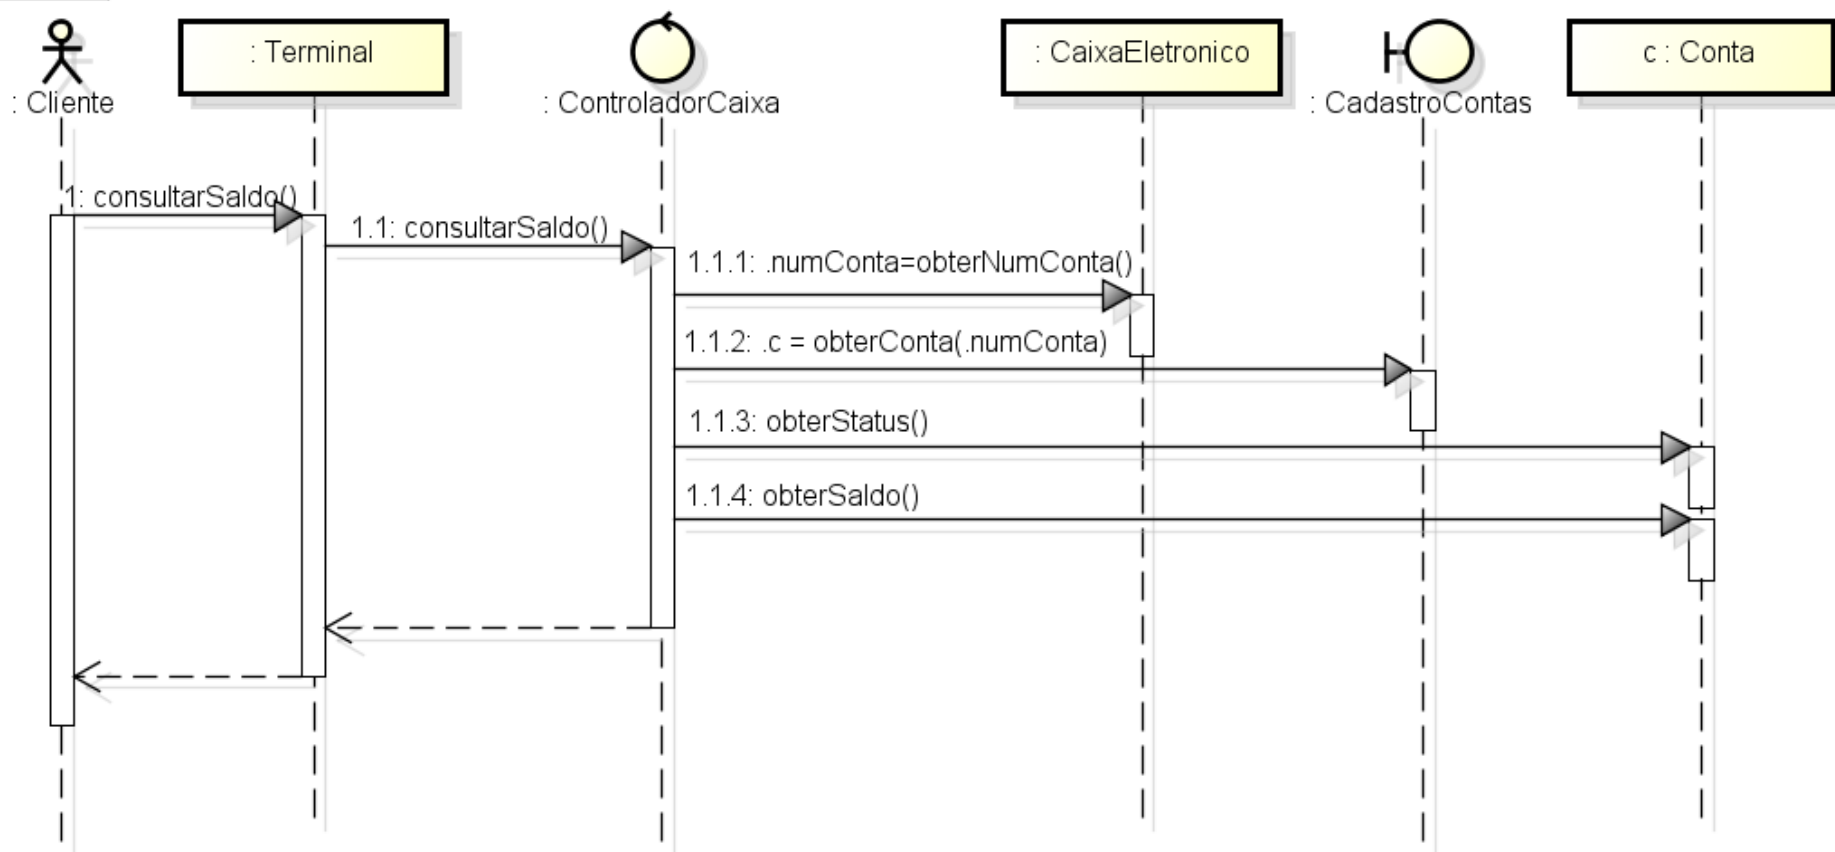 : Cliente
: Terminal
: ControladorCaixa
: CaixaEletronico
: CadastroContas
c : Conta
1: consultarSaldo()
1.1: consultarSaldo()
1.1.1: .numConta=obterNumConta()
1.1.2: .c = obterConta(.numConta)
1.1.3: obterStatus()
1.1.4: obterSaldo()